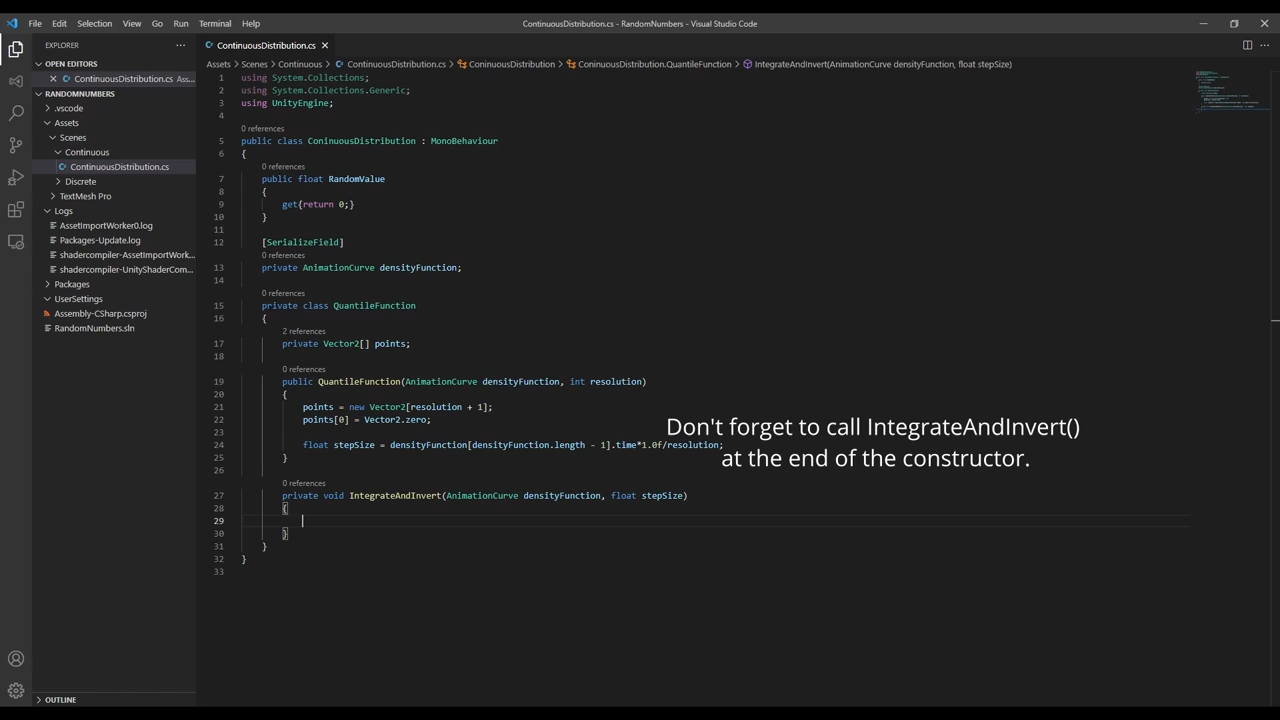 File Edit Selection View Go Run Terminal Help
ContinuousDistribution.cs - RandomNumbers - Visual Studio Code
EXPLORER
OPEN EDITORS
ContinuousDistribution.cs Ass...
RANDOMNUMBERS
.vscode
Assets
Scenes
Continuous
ContinuousDistribution.cs
Discrete
TextMesh Pro
Logs
AssetImportWorker0.log
Packages-Update.log
shadercompiler-AssetImportWork...
shadercompiler-UnityShaderCom...
Packages
UserSettings
Assembly-CSharp.csproj
RandomNumbers.sln
OUTLINE
ContinuousDistribution.cs
Assets > Scenes > Continuous > ContinuousDistribution.cs > ConinuousDistribution > ConinuousDistribution.QuantileFunction > IntegrateAndInvert(AnimationCurve densityFunction, float stepSize)
1 using System.Collections;
2 using System.Collections.Generic;
3 using UnityEngine;
4
0 references
5 public class ConinuousDistribution : MonoBehaviour
6 {
0 references
7 public float RandomValue
8 {
9 get{return 0;}
10 }
11
12 [SerializeField]
0 references
13 private AnimationCurve densityFunction;
14
0 references
15 private class QuantileFunction
16 {
2 references
17 private Vector2[] points;
18
0 references
19 public QuantileFunction(AnimationCurve densityFunction, int resolution)
20 {
21 points = new Vector2[resolution + 1];
22 points[0] = Vector2.zero;
23
24 float stepSize = densityFunction[densityFunction.length - 1].time*1.0f/resolution;
25 }
26
0 references
27 private void IntegrateAndInvert(AnimationCurve densityFunction, float stepSize)
28 {
29
30 }
31 }
32 }
33
Don't forget to call IntegrateAndInvert()
at the end of the constructor.